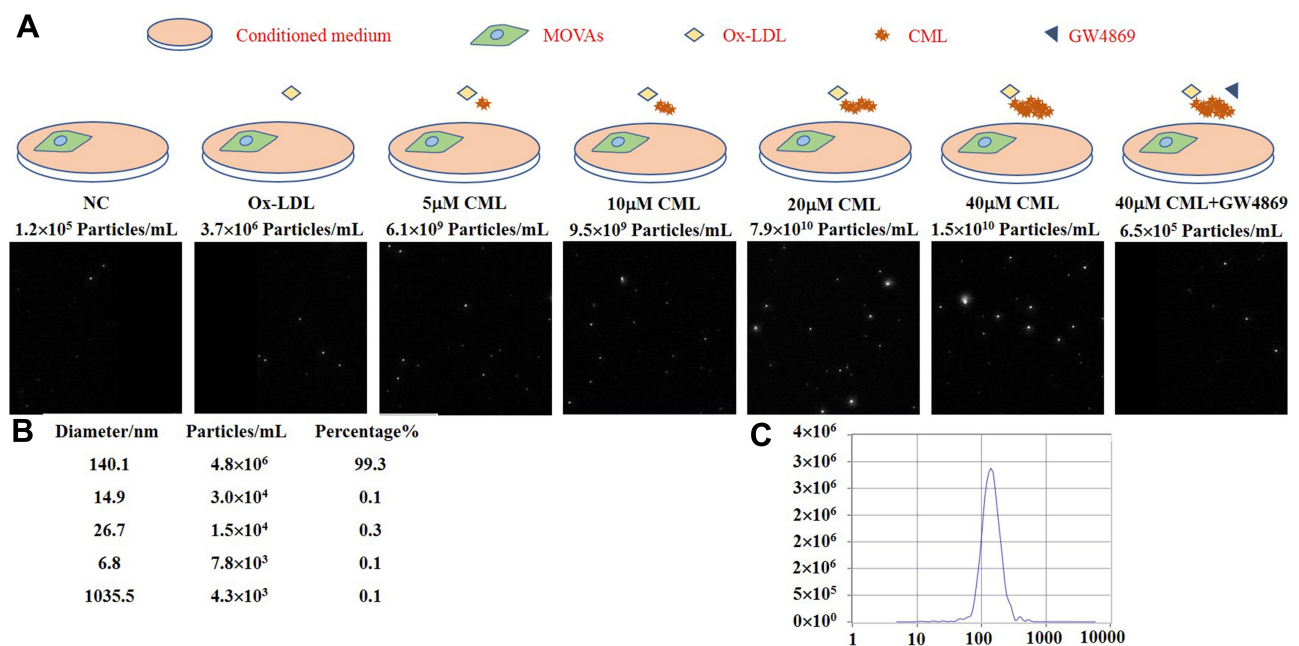 A
Conditioned medium MOVAs Ox-LDL CML GW4869
NC Ox-LDL 5μM CML 10μM CML 20μM CML 40μM CML 40μM CML+GW4869
1.2×10⁵ Particles/mL 3.7×10⁶ Particles/mL 6.1×10⁹ Particles/mL 9.5×10⁹ Particles/mL 7.9×10¹⁰ Particles/mL 1.5×10¹⁰ Particles/mL 6.5×10⁵ Particles/mL
B
Diameter/nm Particles/mL Percentage%
140.1 4.8×10⁶ 99.3
14.9 3.0×10⁴ 0.1
26.7 1.5×10⁴ 0.3
6.8 7.8×10³ 0.1
1035.5 4.3×10³ 0.1
C
4×10⁶
3×10⁶
3×10⁶
2×10⁶
2×10⁶
2×10⁶
5×10⁵
0×10⁰
1 10 100 1000 10000